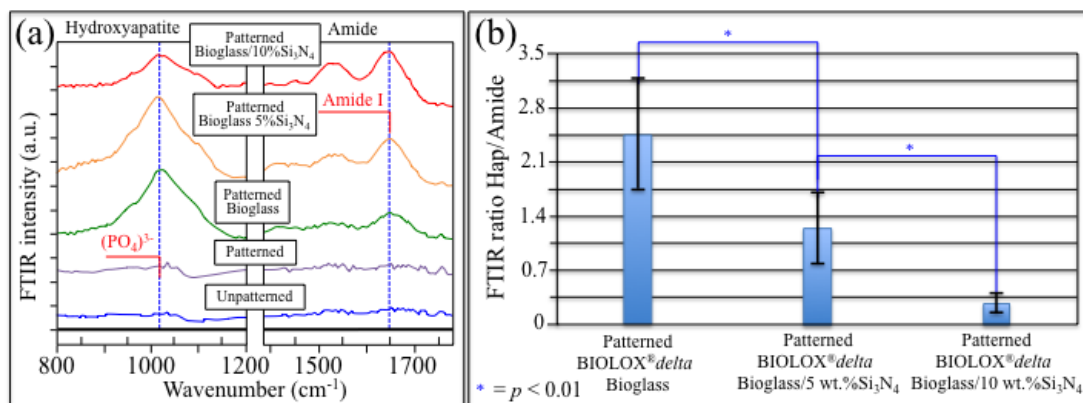 (a)
Hydroxyapatite
Amide
Patterned
Bioglass/10%Si₃N₄
Patterned
Bioglass 5%Si₃N₄
Amide I
Patterned
Bioglass
(PO₄)³⁻
Patterned
Unpatterned
FTIR intensity (a.u.)
800 1000 1200 1500 1700
Wavenumber (cm⁻¹)
(b)
*
*
FTIR ratio Hap/Amide
3.5
2.8
2.1
1.4
0.7
0
Patterned
BIOLOX®delta
Bioglass
Patterned
BIOLOX®delta
Bioglass/5 wt.%Si₃N₄
Patterned
BIOLOX®delta
Bioglass/10 wt.%Si₃N₄
* = p < 0.01